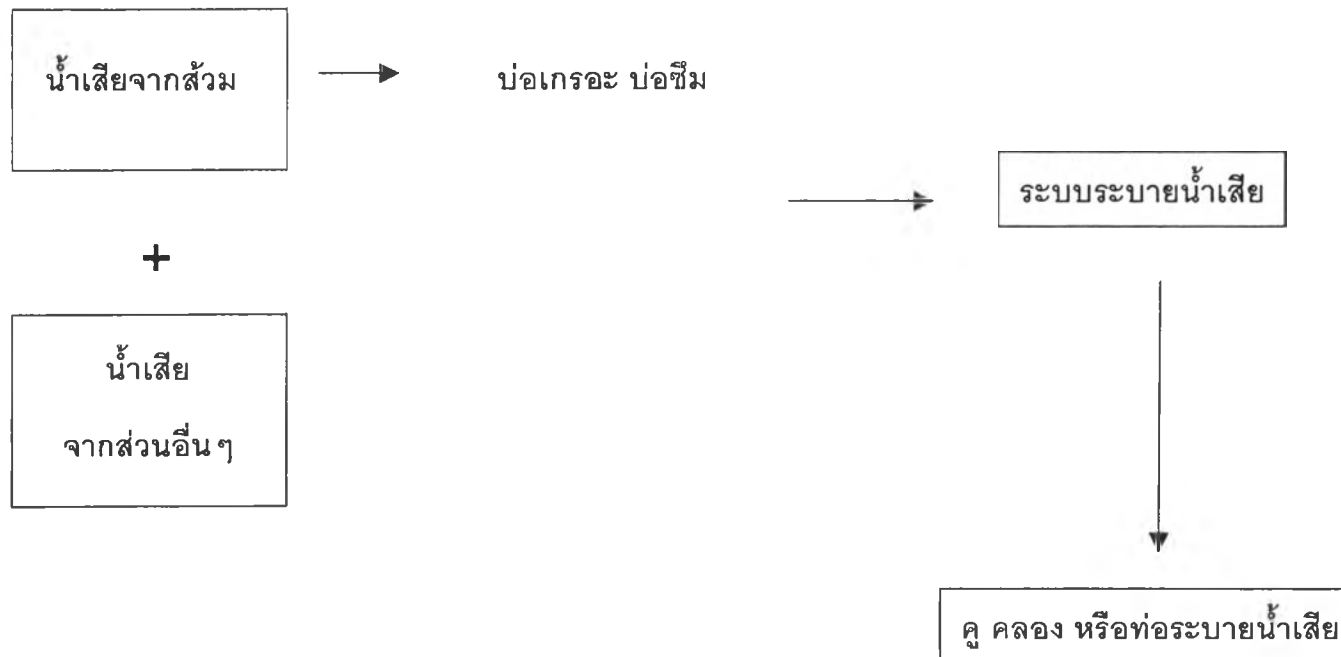 น้ำเสียจากส้วม
บ่อเกรอะ บ่อซึม
ระบบระบายน้ำเสีย
+
น้ำเสีย
จากส่วนอื่น ๆ
คู คลอง หรือท่อระบายน้ำเสีย